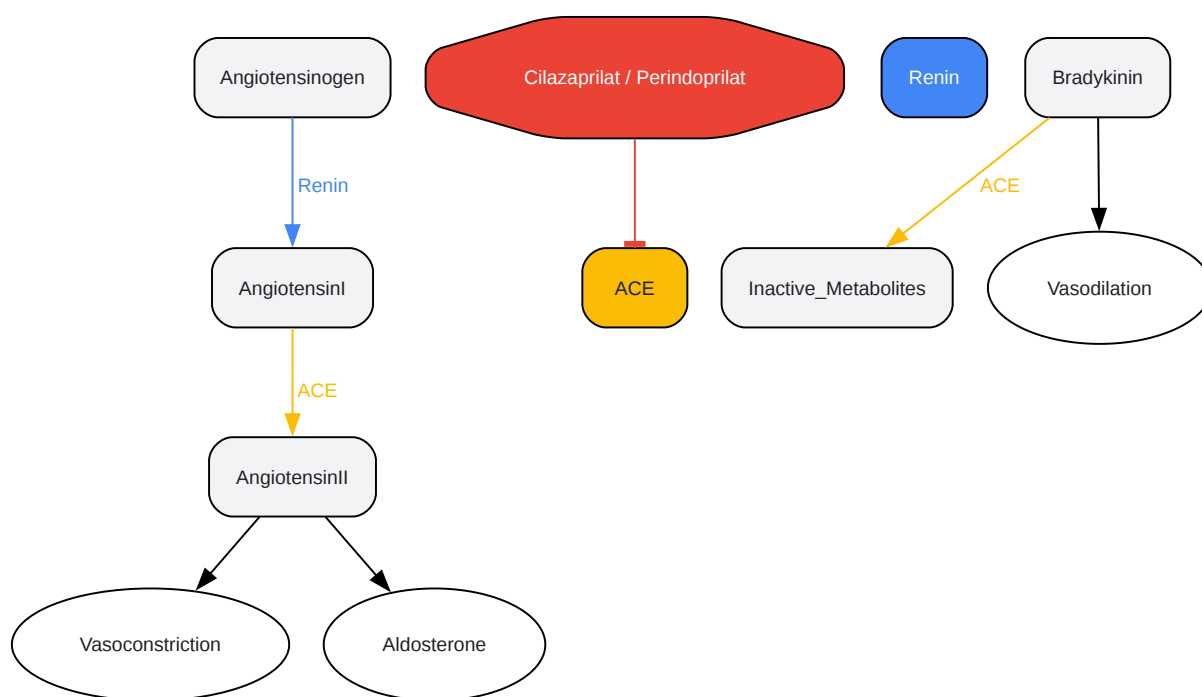 Angiotensinogen
Cilazaprilat / Perindoprilat
Renin
Bradykinin
Renin
ACE
AngiotensinI
ACE
Inactive_Metabolites
Vasodilation
ACE
AngiotensinII
Vasoconstriction
Aldosterone